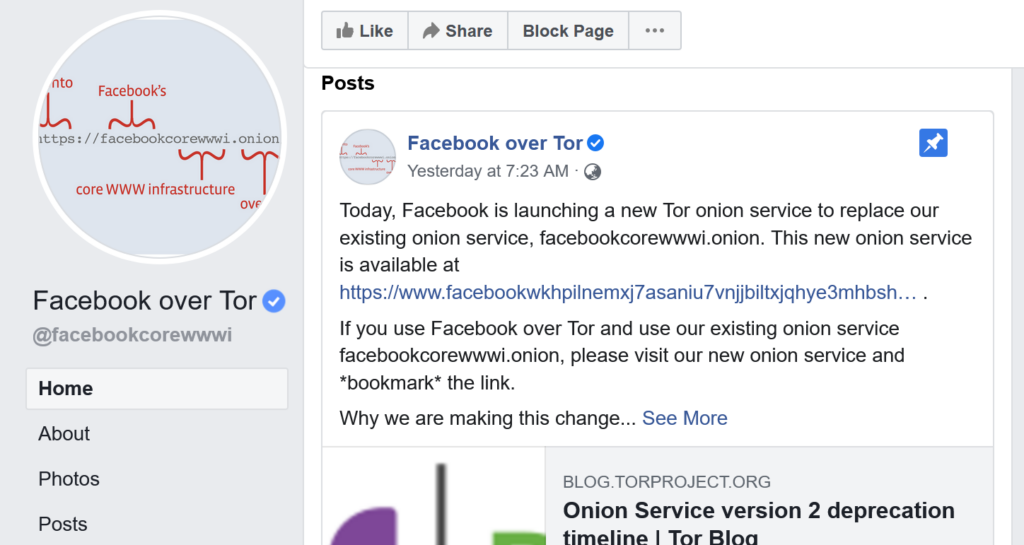 nto
Facebook's
https://facebookcorewwwi.onion
core WWW infrastructure
ove
Facebook over Tor
@facebookcorewwwi
Home
About
Photos
Posts
Like
Share
Block Page
Posts
Facebook over Tor
Yesterday at 7:23 AM ·
Today, Facebook is launching a new Tor onion service to replace our
existing onion service, facebookcorewwwi.onion. This new onion service
is available at
https://www.facebookwkhpilnemxj7asaniu7vnjjbiltxjqhye3mhbsh… .
If you use Facebook over Tor and use our existing onion service
facebookcorewwwi.onion, please visit our new onion service and
*bookmark* the link.
Why we are making this change... See More
BLOG.TORPROJECT.ORG
Onion Service version 2 deprecation
timeline | Tor Blog